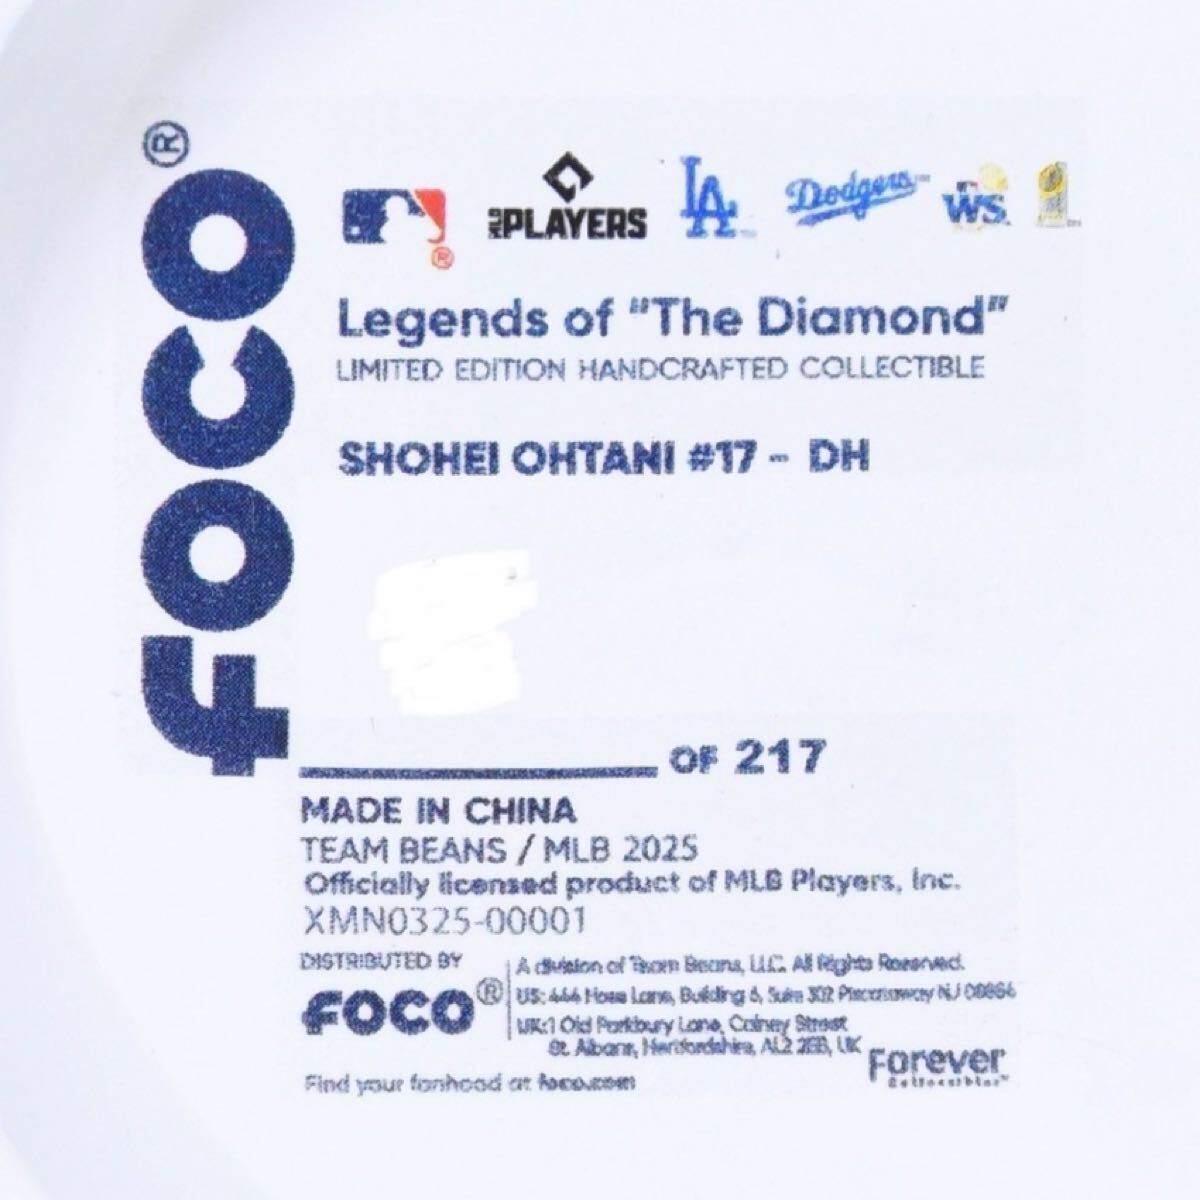 FOCO®
MLB PLAYERS
LA
Dodgers™
WS
Legends of "The Diamond"
LIMITED EDITION HANDCRAFTED COLLECTIBLE
SHOHEI OHTANI #17 - DH
OF 217
MADE IN CHINA
TEAM BEANS / MLB 2025
Officially licensed product of MLB Players, Inc.
XMN0325-00001
DISTRIBUTED BY
FOCO®
A division of Team Beans, LLC. All Rights Reserved.
US: 444 Hoes Lane, Building 6, Suite 302 Piscataway NJ
UK:1 Old Parkbury Lane, Colney Street
St. Albans, Hertfordshire, AL2 2EB, UK
Forever
Collectibles™
Find your fanhood at foco.com